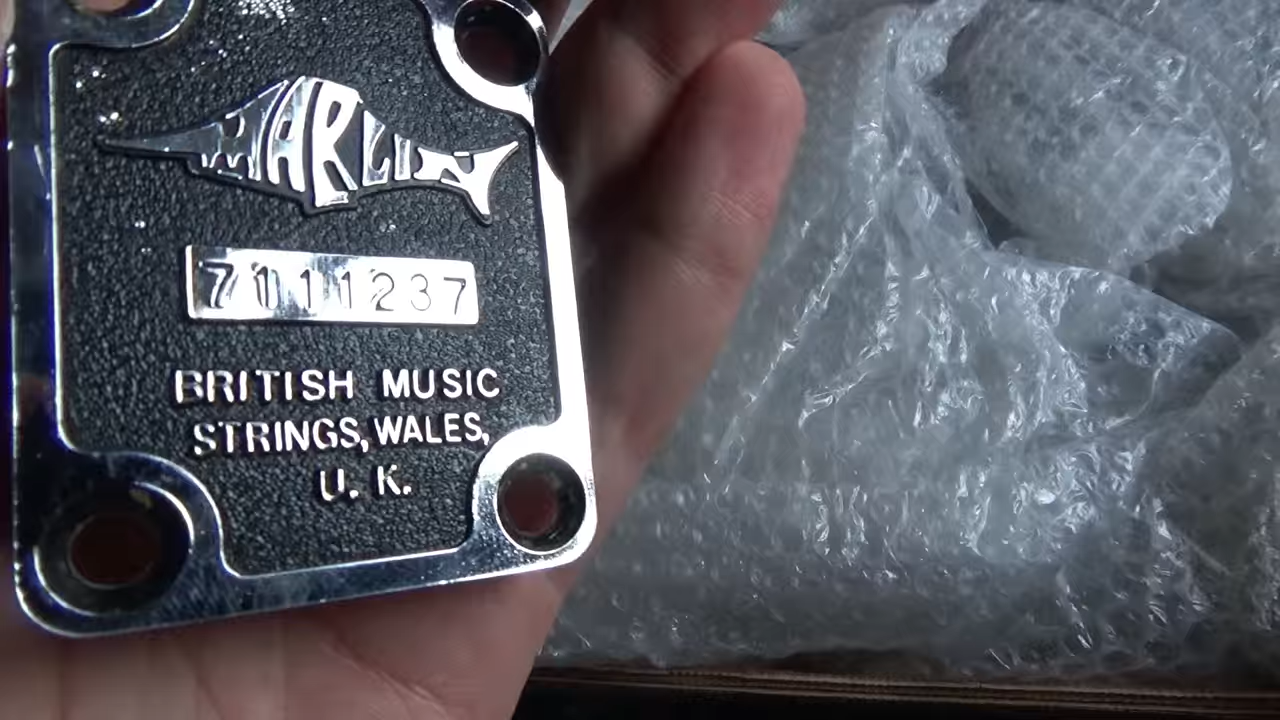 MARLIN
7111237
BRITISH MUSIC
STRINGS, WALES,
U. K.